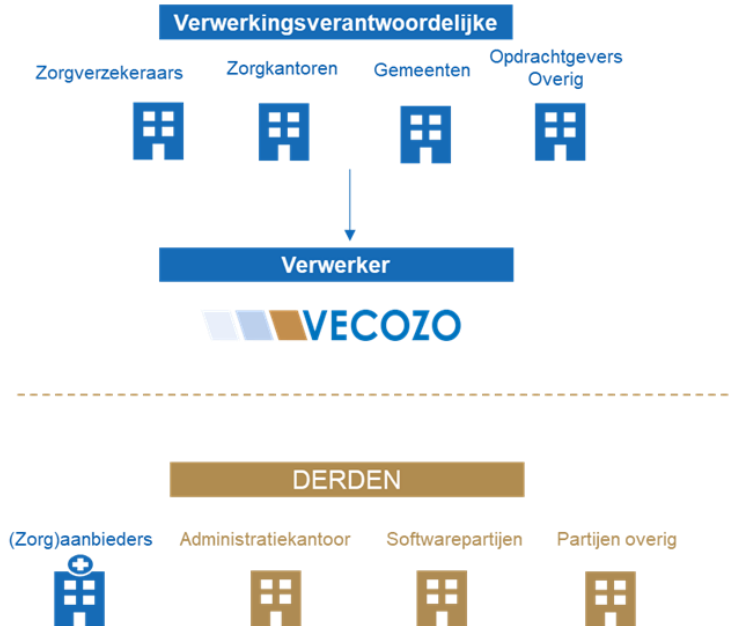 Verwerkingsverantwoordelijke
Zorgverzekeraars
Zorgkantoren
Gemeenten
Opdrachtgevers
Overig
Verwerker
VECOZO
DERDEN
(Zorg)aanbieders
Administratiekantoor
Softwarepartijen
Partijen overig